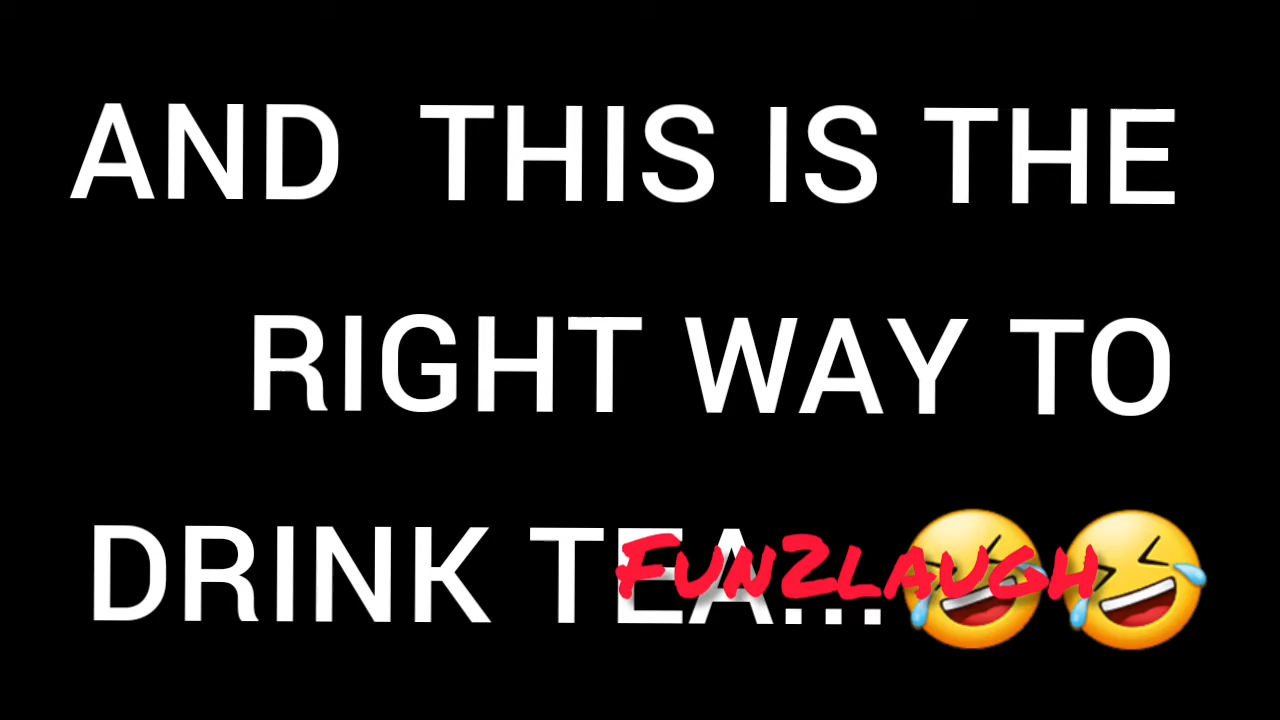 AND THIS IS THE
RIGHT WAY TO
DRINK TEA...🤣🤣
Fun2laugh